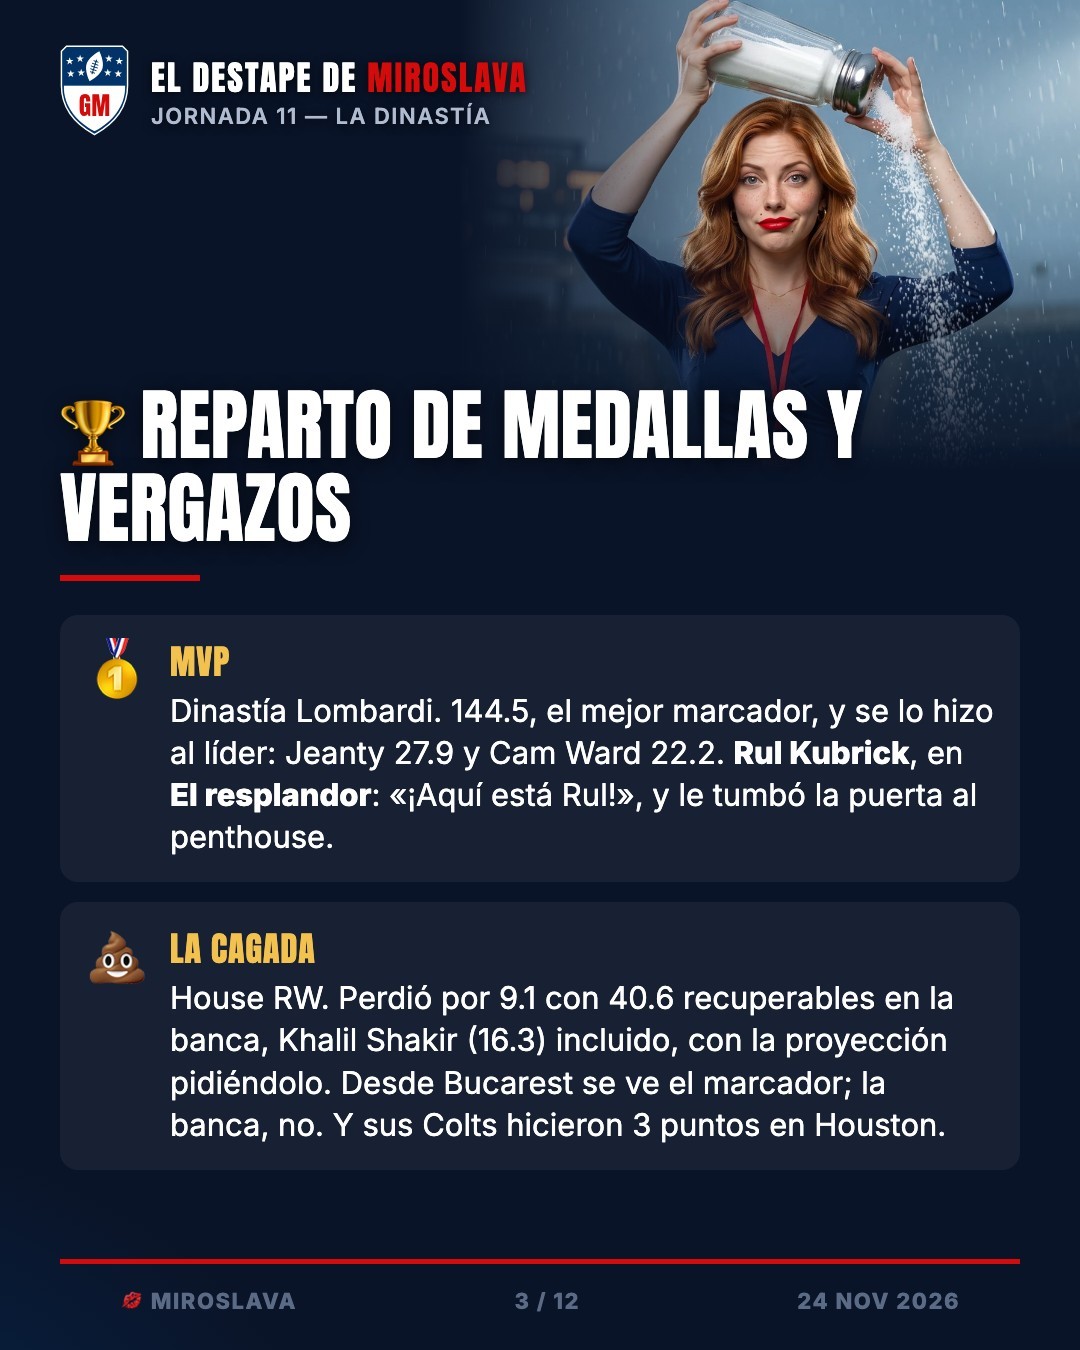 GM
EL DESTAPE DE MIROSLAVA
JORNADA 11 — LA DINASTÍA
🏆 REPARTO DE MEDALLAS Y
VERGAZOS
🥇 MVP
Dinastía Lombardi. 144.5, el mejor marcador, y se lo hizo
al líder: Jeanty 27.9 y Cam Ward 22.2. Rul Kubrick, en
El resplandor: «¡Aquí está Rul!», y le tumbó la puerta al
penthouse.
💩 LA CAGADA
House RW. Perdió por 9.1 con 40.6 recuperables en la
banca, Khalil Shakir (16.3) incluido, con la proyección
pidiéndolo. Desde Bucarest se ve el marcador; la
banca, no. Y sus Colts hicieron 3 puntos en Houston.
💋 MIROSLAVA
3 / 12
24 NOV 2026